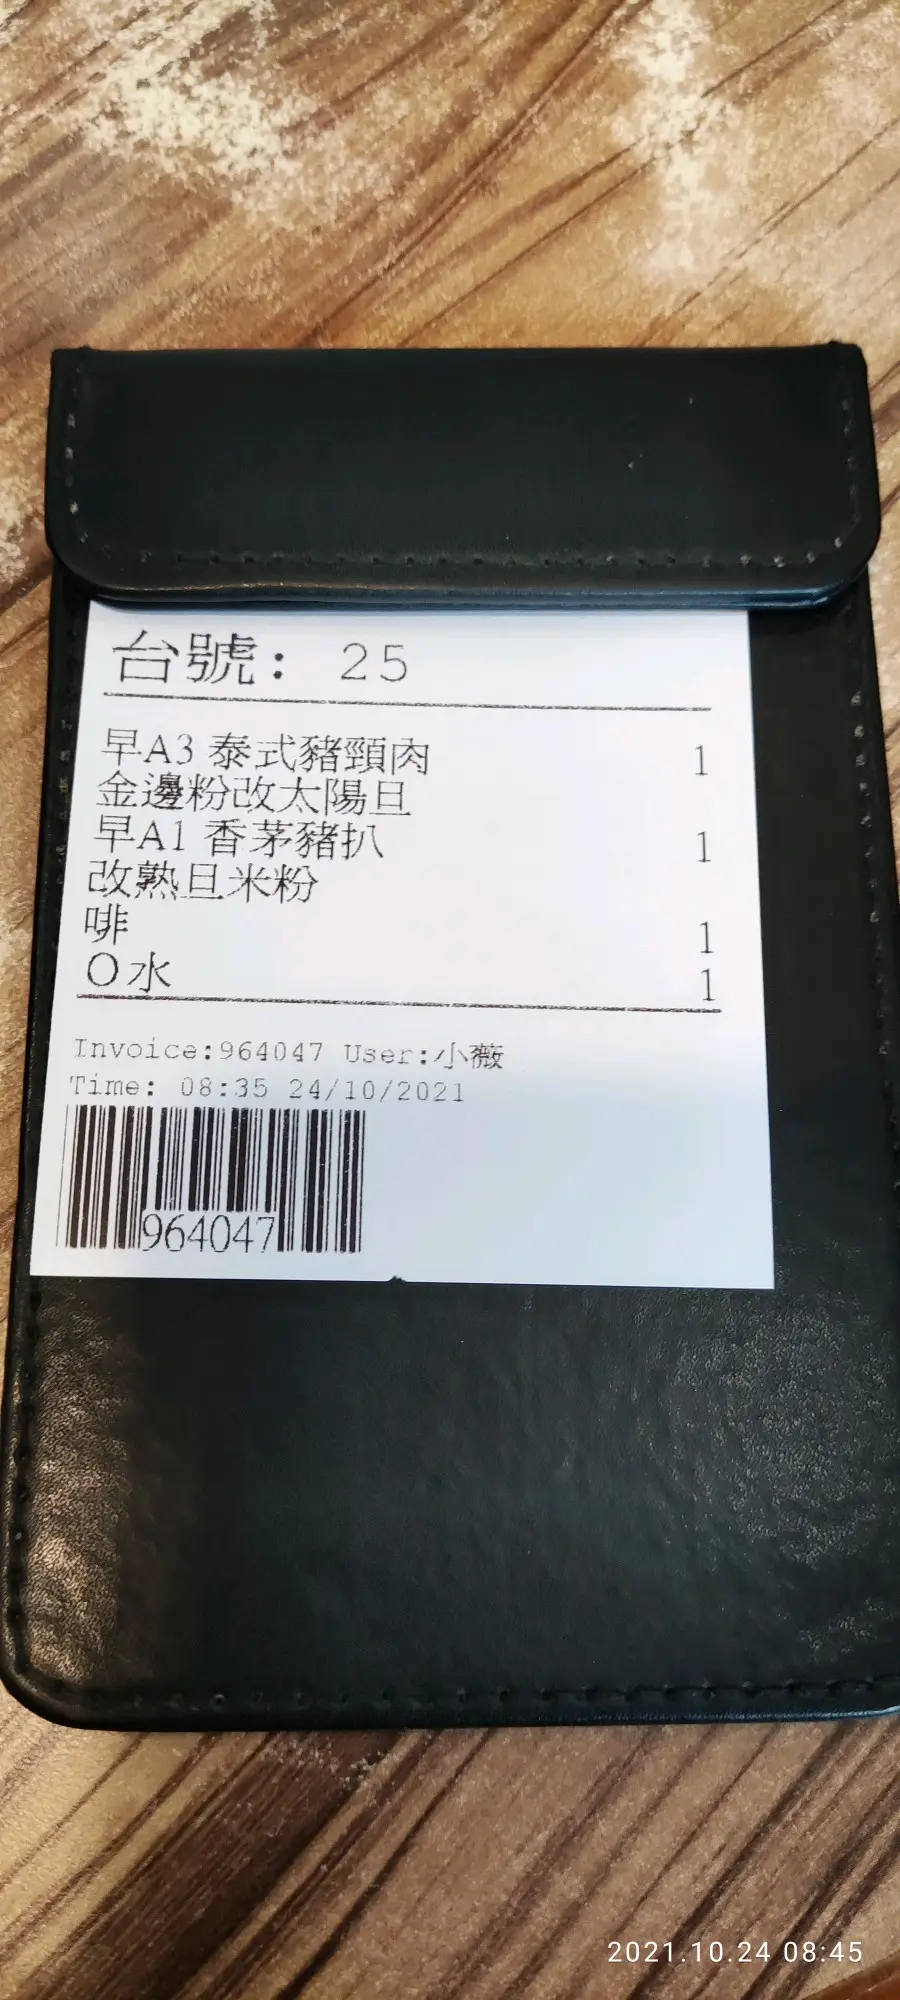 台號: 25
早A3 泰式豬頸肉 1
金邊粉改太陽旦
早A1 香茅豬扒 1
改熟旦米粉
啡 1
O水 1
Invoice:964047 User:小薇
Time: 08:35 24/10/2021
964047
2021.10.24 08:45